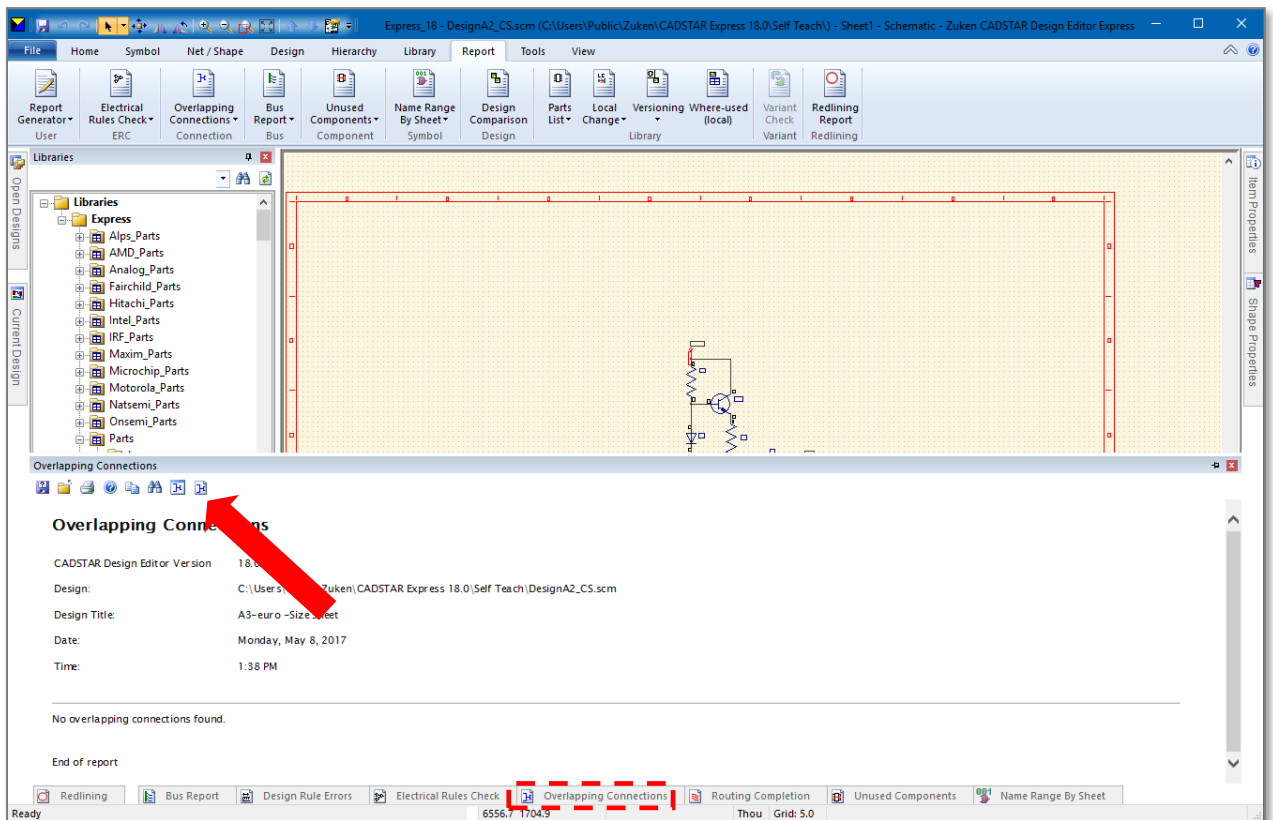 Express_18 - DesignA2_CS.scm (C:\Users\Public\Zuken\CADSTAR Express 18.0\Self Teach\) - Sheet1 - Schematic - Zuken CADSTAR Design Editor Express
File Home Symbol Net / Shape Design Hierarchy Library Report Tools View
Report Generator
Electrical Rules Check
Overlapping Connections
Bus Report
Unused Components
Name Range By Sheet
Design Comparison
Parts List
Local Change
Versioning
Where-used (local)
Variant Check
Redlining Report
User ERC Connection Bus Component Symbol Design Library Variant Redlining
Open Designs
Current Design
Libraries
Libraries
Express
Alps_Parts
AMD_Parts
Analog_Parts
Fairchild_Parts
Hitachi_Parts
Intel_Parts
IRF_Parts
Maxim_Parts
Microchip_Parts
Motorola_Parts
Natsemi_Parts
Onsemi_Parts
Parts
Item Properties
Shape Properties
Overlapping Connections
Overlapping Conne ns
CADSTAR Design Editor Version 18.0
Design: C:\Users\ Zuken\CADSTAR Express 18.0\Self Teach\DesignA2_CS.scm
Design Title: A3-euro -Size sheet
Date: Monday, May 8, 2017
Time: 1:38 PM
No overlapping connections found.
End of report
Redlining Bus Report Design Rule Errors Electrical Rules Check Overlapping Connections Routing Completion Unused Components Name Range By Sheet
Ready 6556.7 1704.9 Thou Grid: 5.0